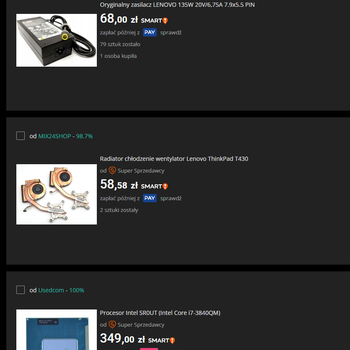 Oryginalny zasilacz LENOVO 135W 20V/6,75A 7.9x5.5 PIN
68,00 zł SMART!
zapłać później z PAY sprawdź
79 sztuk zostało
1 osoba kupiła
od MIX24SHOP - 98.7%
Radiator chłodzenie wentylator Lenovo ThinkPad T430
od Super Sprzedawcy
58,58 zł SMART!
zapłać później z PAY sprawdź
2 sztuki zostały
od Usedcom - 100%
Procesor Intel SR0UT (Intel Core i7-3840QM)
od Super Sprzedawcy
349,00 zł SMART!